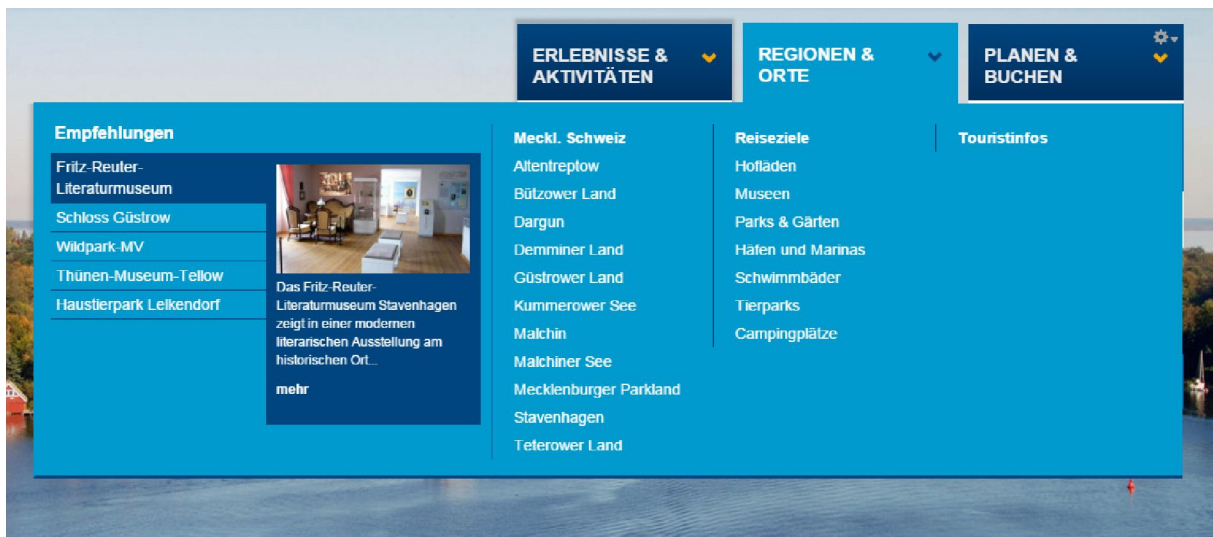 ERLEBNISSE &
AKTIVITÄTEN
REGIONEN &
ORTE
PLANEN &
BUCHEN
Empfehlungen
Fritz-Reuter-
Literaturmuseum
Schloss Güstrow
Wildpark-MV
Thünen-Museum-Tellow
Haustierpark Lelkendorf
Das Fritz-Reuter-
Literaturmuseum Stavenhagen
zeigt in einer modernen
literarischen Ausstellung am
historischen Ort...
mehr
Meckl. Schweiz
Altentreptow
Bützower Land
Dargun
Demminer Land
Güstrower Land
Kummerower See
Malchin
Malchiner See
Mecklenburger Parkland
Stavenhagen
Teterower Land
Reiseziele
Hofläden
Museen
Parks & Gärten
Häfen und Marinas
Schwimmbäder
Tierparks
Campingplätze
Touristinfos